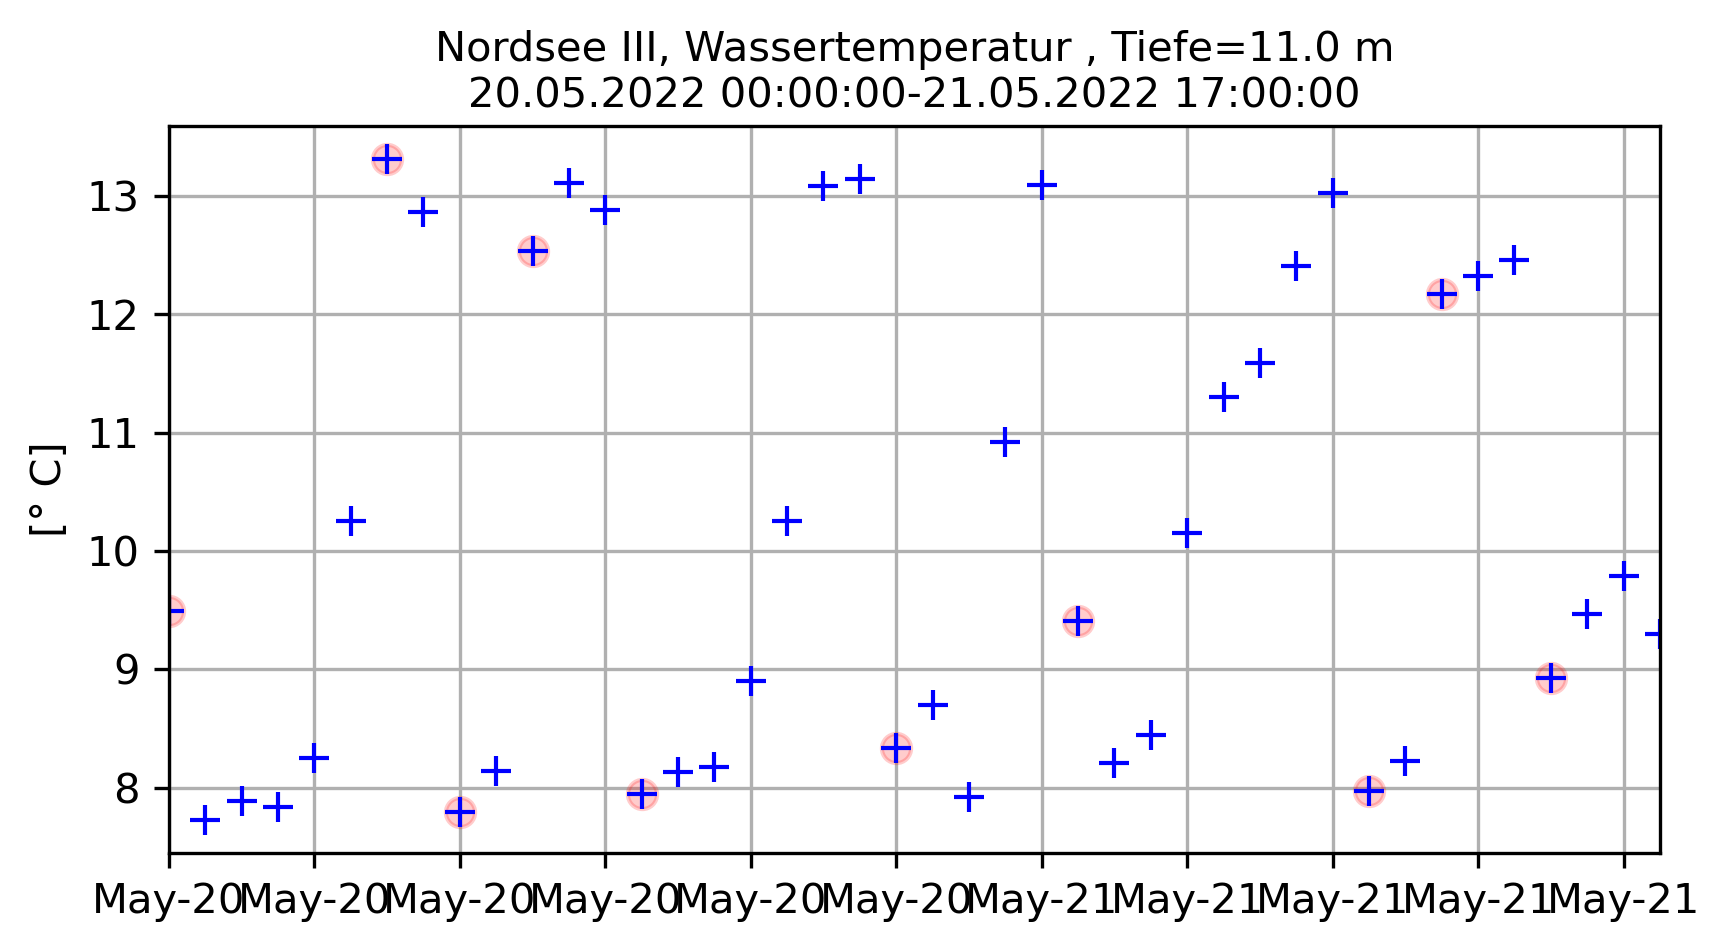 Nordsee III, Wassertemperatur , Tiefe=11.0 m
20.05.2022 00:00:00-21.05.2022 17:00:00
13
12
11
10
9
8
[° C]
May-20 May-20 May-20 May-20 May-20 May-20 May-21 May-21 May-21 May-21 May-21